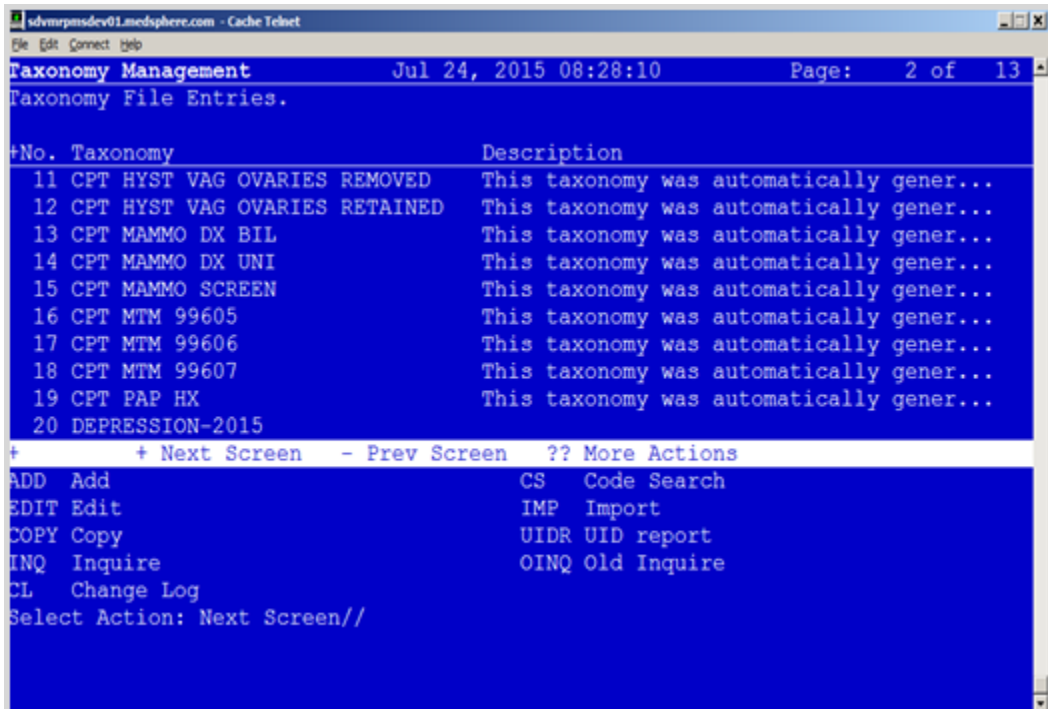 sdvmrpmsdev01.medsphere.com - Cache Telnet
File Edit Connect Help
Taxonomy Management Jul 24, 2015 08:28:10 Page: 2 of 13
Taxonomy File Entries.
+No. Taxonomy Description
11 CPT HYST VAG OVARIES REMOVED This taxonomy was automatically gener...
12 CPT HYST VAG OVARIES RETAINED This taxonomy was automatically gener...
13 CPT MAMMO DX BIL This taxonomy was automatically gener...
14 CPT MAMMO DX UNI This taxonomy was automatically gener...
15 CPT MAMMO SCREEN This taxonomy was automatically gener...
16 CPT MTM 99605 This taxonomy was automatically gener...
17 CPT MTM 99606 This taxonomy was automatically gener...
18 CPT MTM 99607 This taxonomy was automatically gener...
19 CPT PAP HX This taxonomy was automatically gener...
20 DEPRESSION-2015
+ + Next Screen - Prev Screen ?? More Actions
ADD Add CS Code Search
EDIT Edit IMP Import
COPY Copy UIDR UID report
INQ Inquire OINQ Old Inquire
CL Change Log
Select Action: Next Screen//